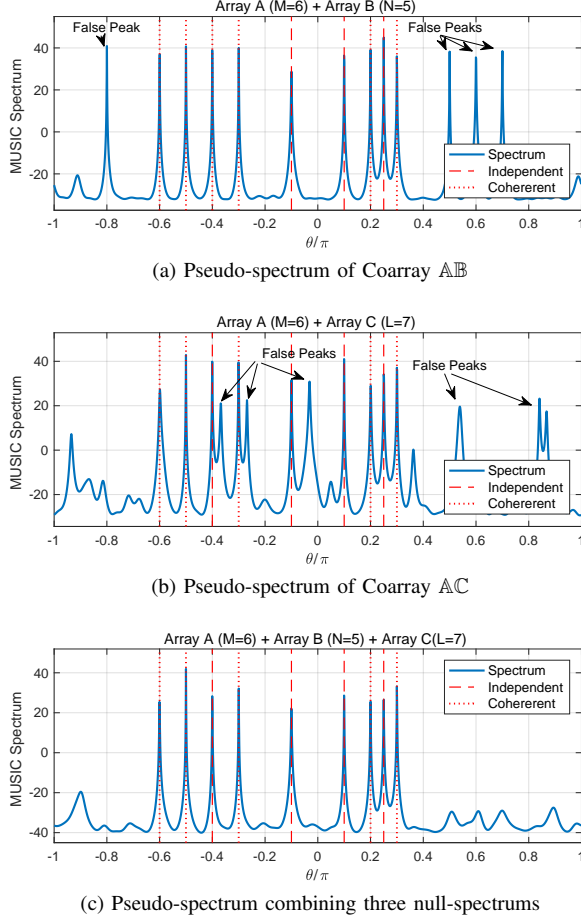 Array A (M=6) + Array B (N=5)
False Peak
False Peaks
MUSIC Spectrum
40
20
0
-20
Spectrum
Independent
Cohererent
-1 -0.8 -0.6 -0.4 -0.2 0 0.2 0.4 0.6 0.8 1
θ/π
(a) Pseudo-spectrum of Coarray 𝔸𝔹
Array A (M=6) + Array C (L=7)
False Peaks
False Peaks
MUSIC Spectrum
40
20
0
-20
Spectrum
Independent
Cohererent
-1 -0.8 -0.6 -0.4 -0.2 0 0.2 0.4 0.6 0.8 1
θ/π
(b) Pseudo-spectrum of Coarray 𝔸ℂ
Array A (M=6) + Array B (N=5) + Array C(L=7)
MUSIC Spectrum
40
20
0
-20
-40
Spectrum
Independent
Cohererent
-1 -0.8 -0.6 -0.4 -0.2 0 0.2 0.4 0.6 0.8 1
θ/π
(c) Pseudo-spectrum combining three null-spectrums